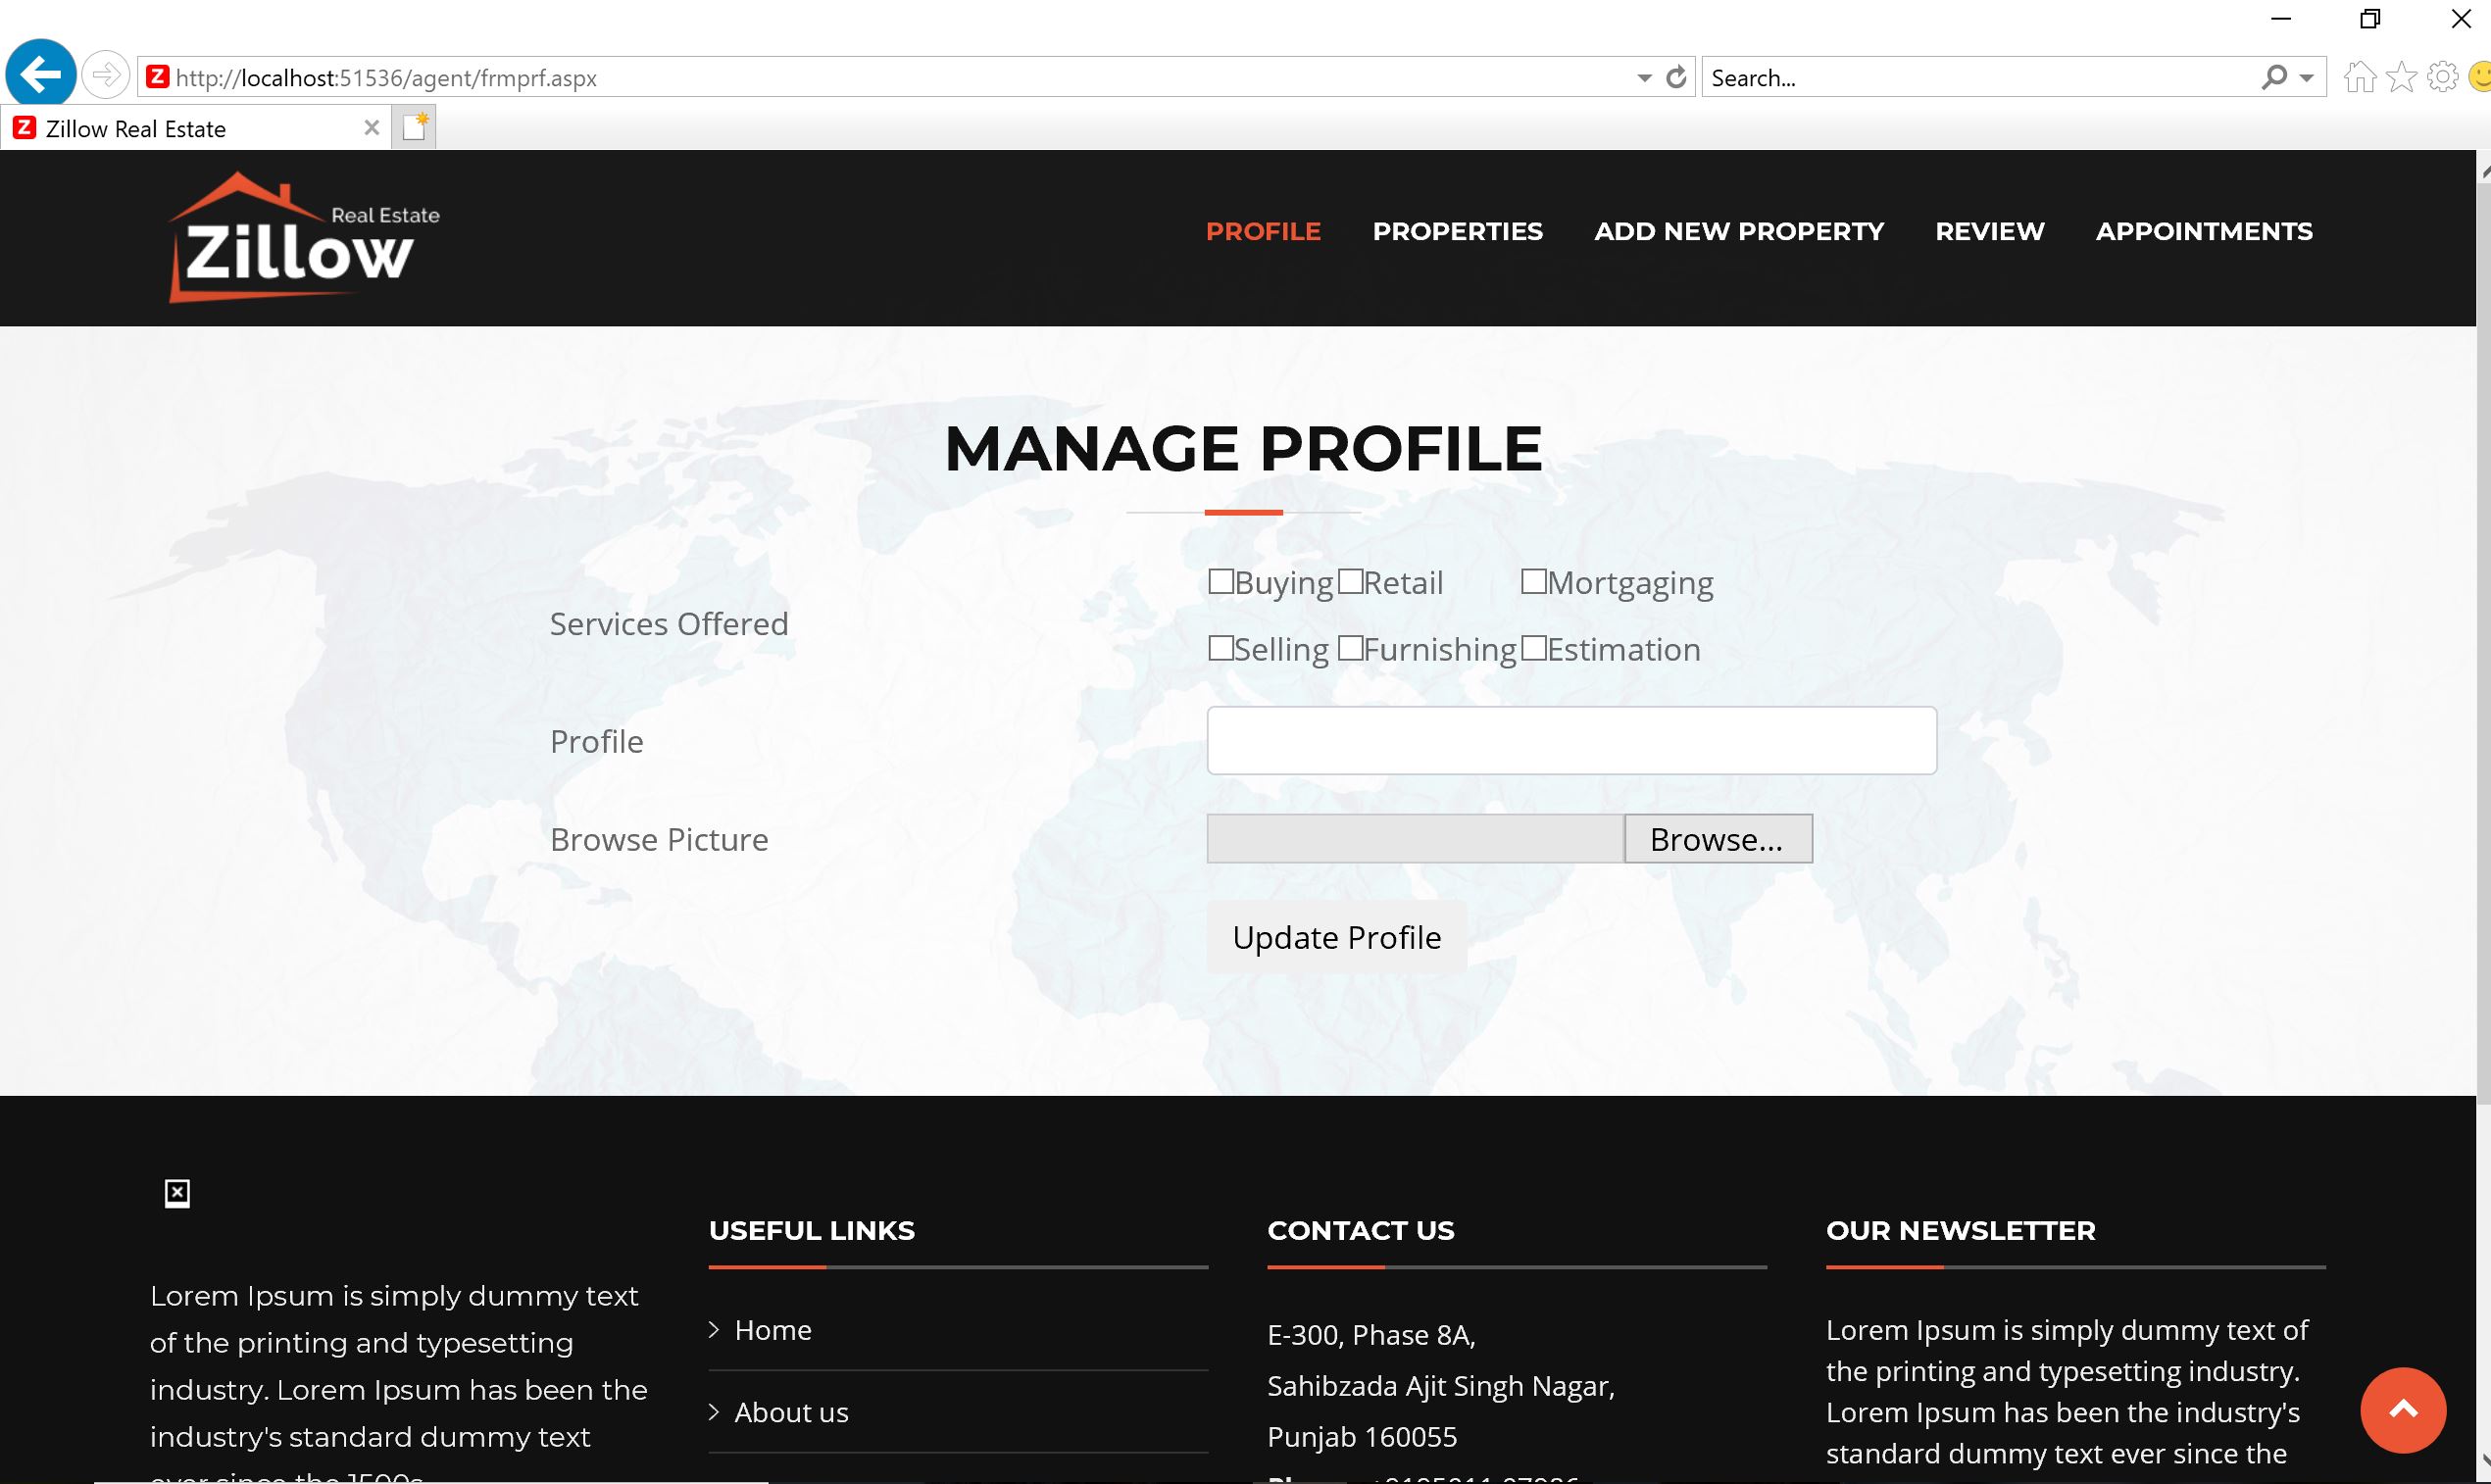 http://localhost:51536/agent/frmprf.aspx
Search...
Z Zillow Real Estate
Real Estate
Zillow
PROFILE PROPERTIES ADD NEW PROPERTY REVIEW APPOINTMENTS
MANAGE PROFILE
Services Offered
Buying Retail Mortgaging
Selling Furnishing Estimation
Profile
Browse Picture
Browse...
Update Profile
Lorem Ipsum is simply dummy text
of the printing and typesetting
industry. Lorem Ipsum has been the
industry's standard dummy text
ever since the 1500s
USEFUL LINKS
Home
About us
CONTACT US
E-300, Phase 8A,
Sahibzada Ajit Singh Nagar,
Punjab 160055
OUR NEWSLETTER
Lorem Ipsum is simply dummy text of
the printing and typesetting industry.
Lorem Ipsum has been the industry's
standard dummy text ever since the